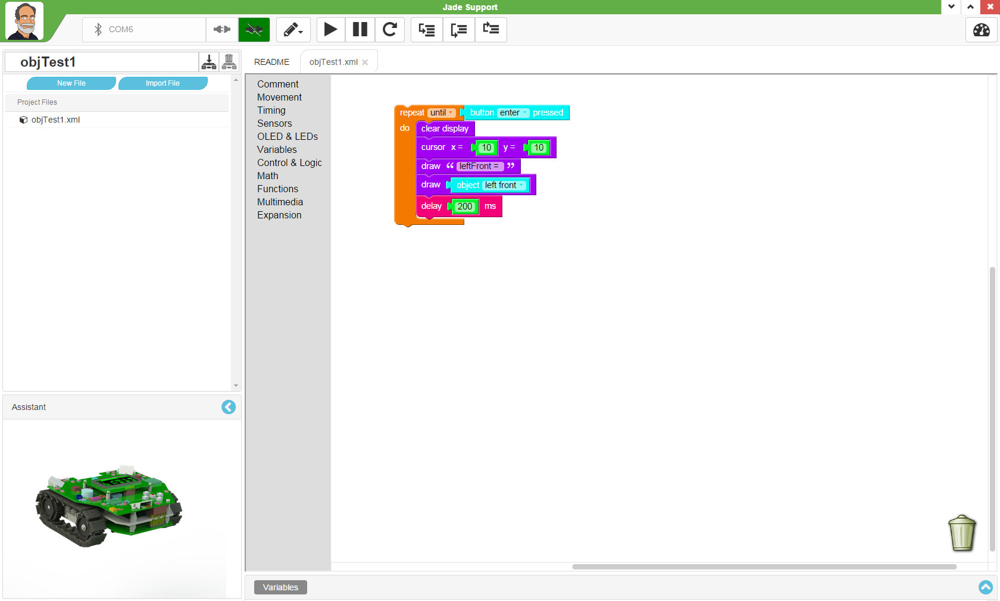 Jade Support
COM6
objTest1
New File
Import File
Project Files
objTest1.xml
Assistant
README
objTest1.xml
Comment
Movement
Timing
Sensors
OLED & LEDs
Variables
Control & Logic
Math
Functions
Multimedia
Expansion
repeat until button enter pressed
do clear display
cursor x = 10 y = 10
draw “ leftFront = ”
draw object left front
delay 200 ms
Variables